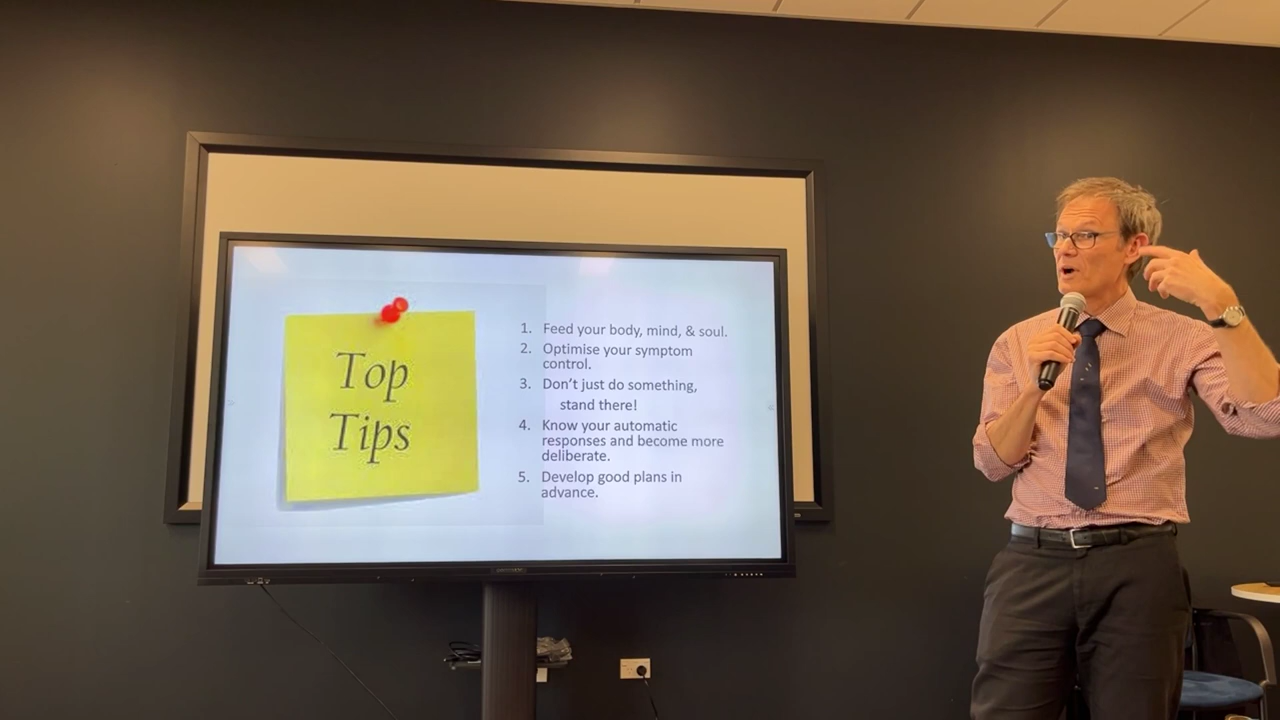 Top
Tips
1. Feed your body, mind, & soul.
2. Optimise your symptom
control.
3. Don't just do something,
stand there!
4. Know your automatic
responses and become more
deliberate.
5. Develop good plans in
advance.